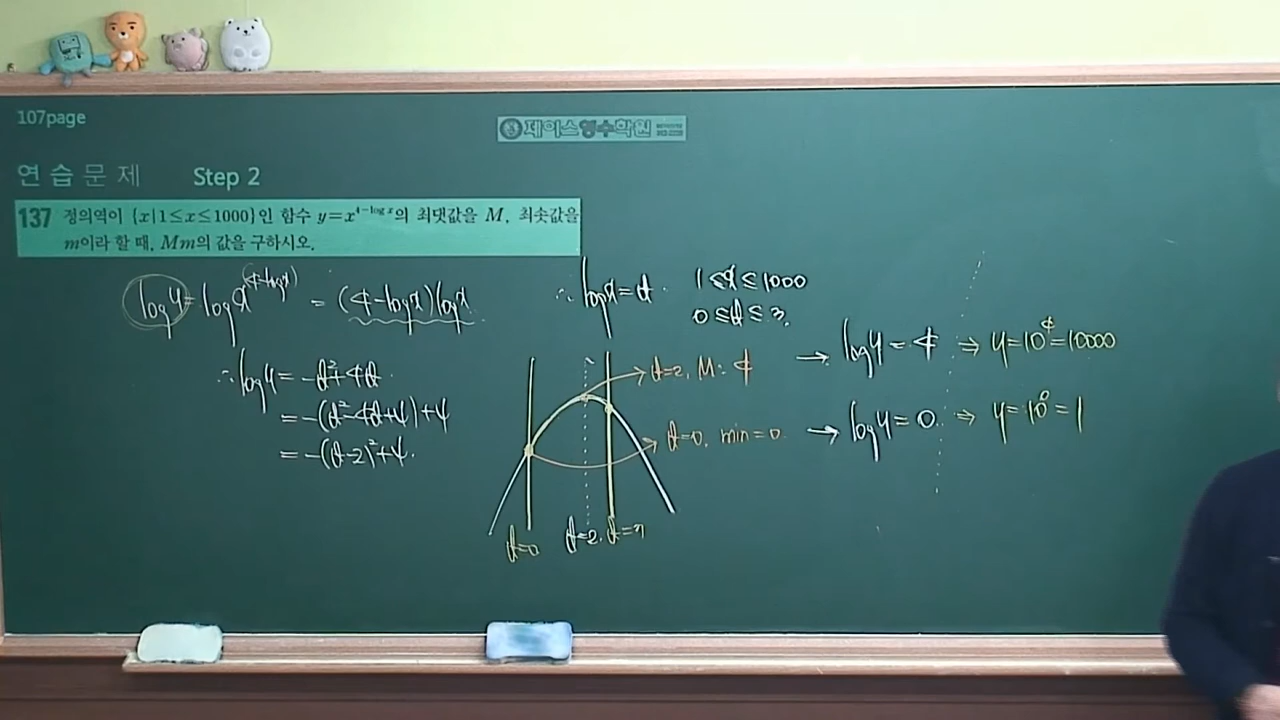 107page
제이스영수학원
연습문제 Step 2
137 정의역이 {x|1≤x≤1000}인 함수 y=x^{4-log x}의 최댓값을 M, 최솟값을
m이라 할 때, Mm의 값을 구하시오.
log y = log x^{(4-log x)} = (4-log x) log x
∴ log y = -t²+4t
= -(t²-4t+4)+4
= -(t-2)²+4.
∴ log x = t.
1≤x≤1000
0≤t≤3.
t=2, M: 4
t=0, min=0.
t=0
t=2.
t=3
→ log y = 4 ⇒ y=10⁴=10000
→ log y = 0. ⇒ y=10⁰=1